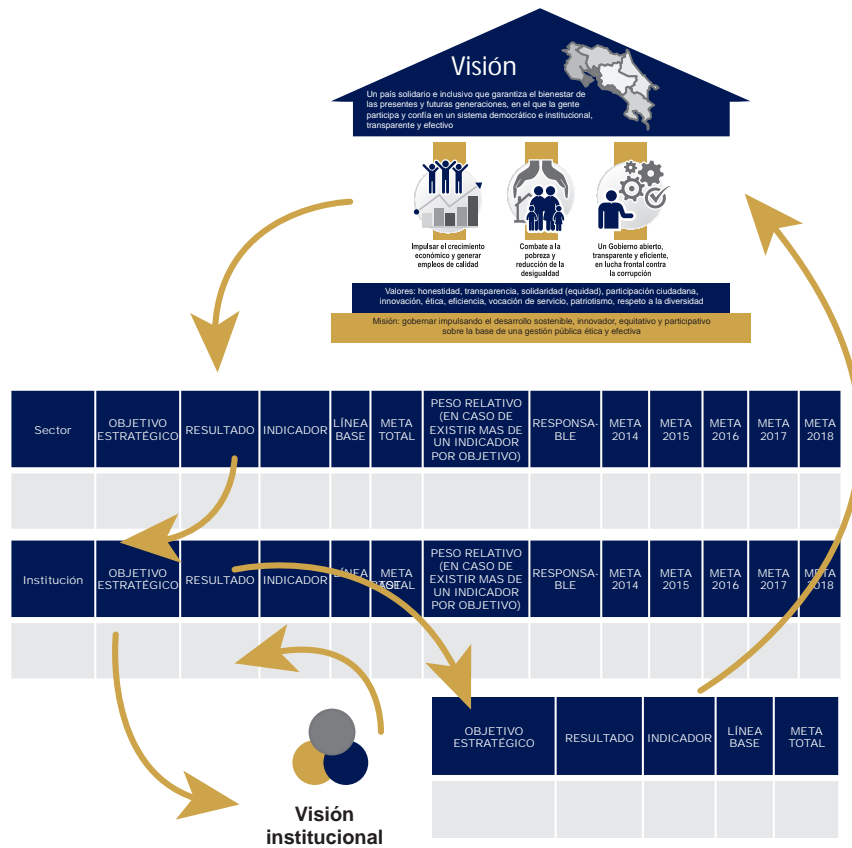 Visión
Un país solidario e inclusivo que garantiza el bienestar de
las presentes y futuras generaciones, en el que la gente
participa y confía en un sistema democrático e institucional,
transparente y efectivo
Impulsar el crecimiento
económico y generar
empleos de calidad
Combate a la
pobreza y
reducción de la
desigualdad
Un Gobierno abierto,
transparente y eficiente,
en lucha frontal contra
la corrupción
Valores: honestidad, transparencia, solidaridad (equidad), participación ciudadana,
innovación, ética, eficiencia, vocación de servicio, patriotismo, respeto a la diversidad
Misión: gobernar impulsando el desarrollo sostenible, innovador, equitativo y participativo
sobre la base de una gestión pública ética y efectiva
Sector
OBJETIVO
ESTRATÉGICO
RESULTADO
INDICADOR
LÍNEA
BASE
META
TOTAL
PESO RELATIVO
(EN CASO DE
EXISTIR MAS DE
UN INDICADOR
POR OBJETIVO)
RESPONSA-
BLE
META
2014
META
2015
META
2016
META
2017
META
2018
Institución
OBJETIVO
ESTRATÉGICO
RESULTADO
INDICADOR
LÍNEA
BASE
META
TOTAL
PESO RELATIVO
(EN CASO DE
EXISTIR MAS DE
UN INDICADOR
POR OBJETIVO)
RESPONSA-
BLE
META
2014
META
2015
META
2016
META
2017
META
2018
OBJETIVO
ESTRATÉGICO
RESULTADO
INDICADOR
LÍNEA
BASE
META
TOTAL
Visión
institucional